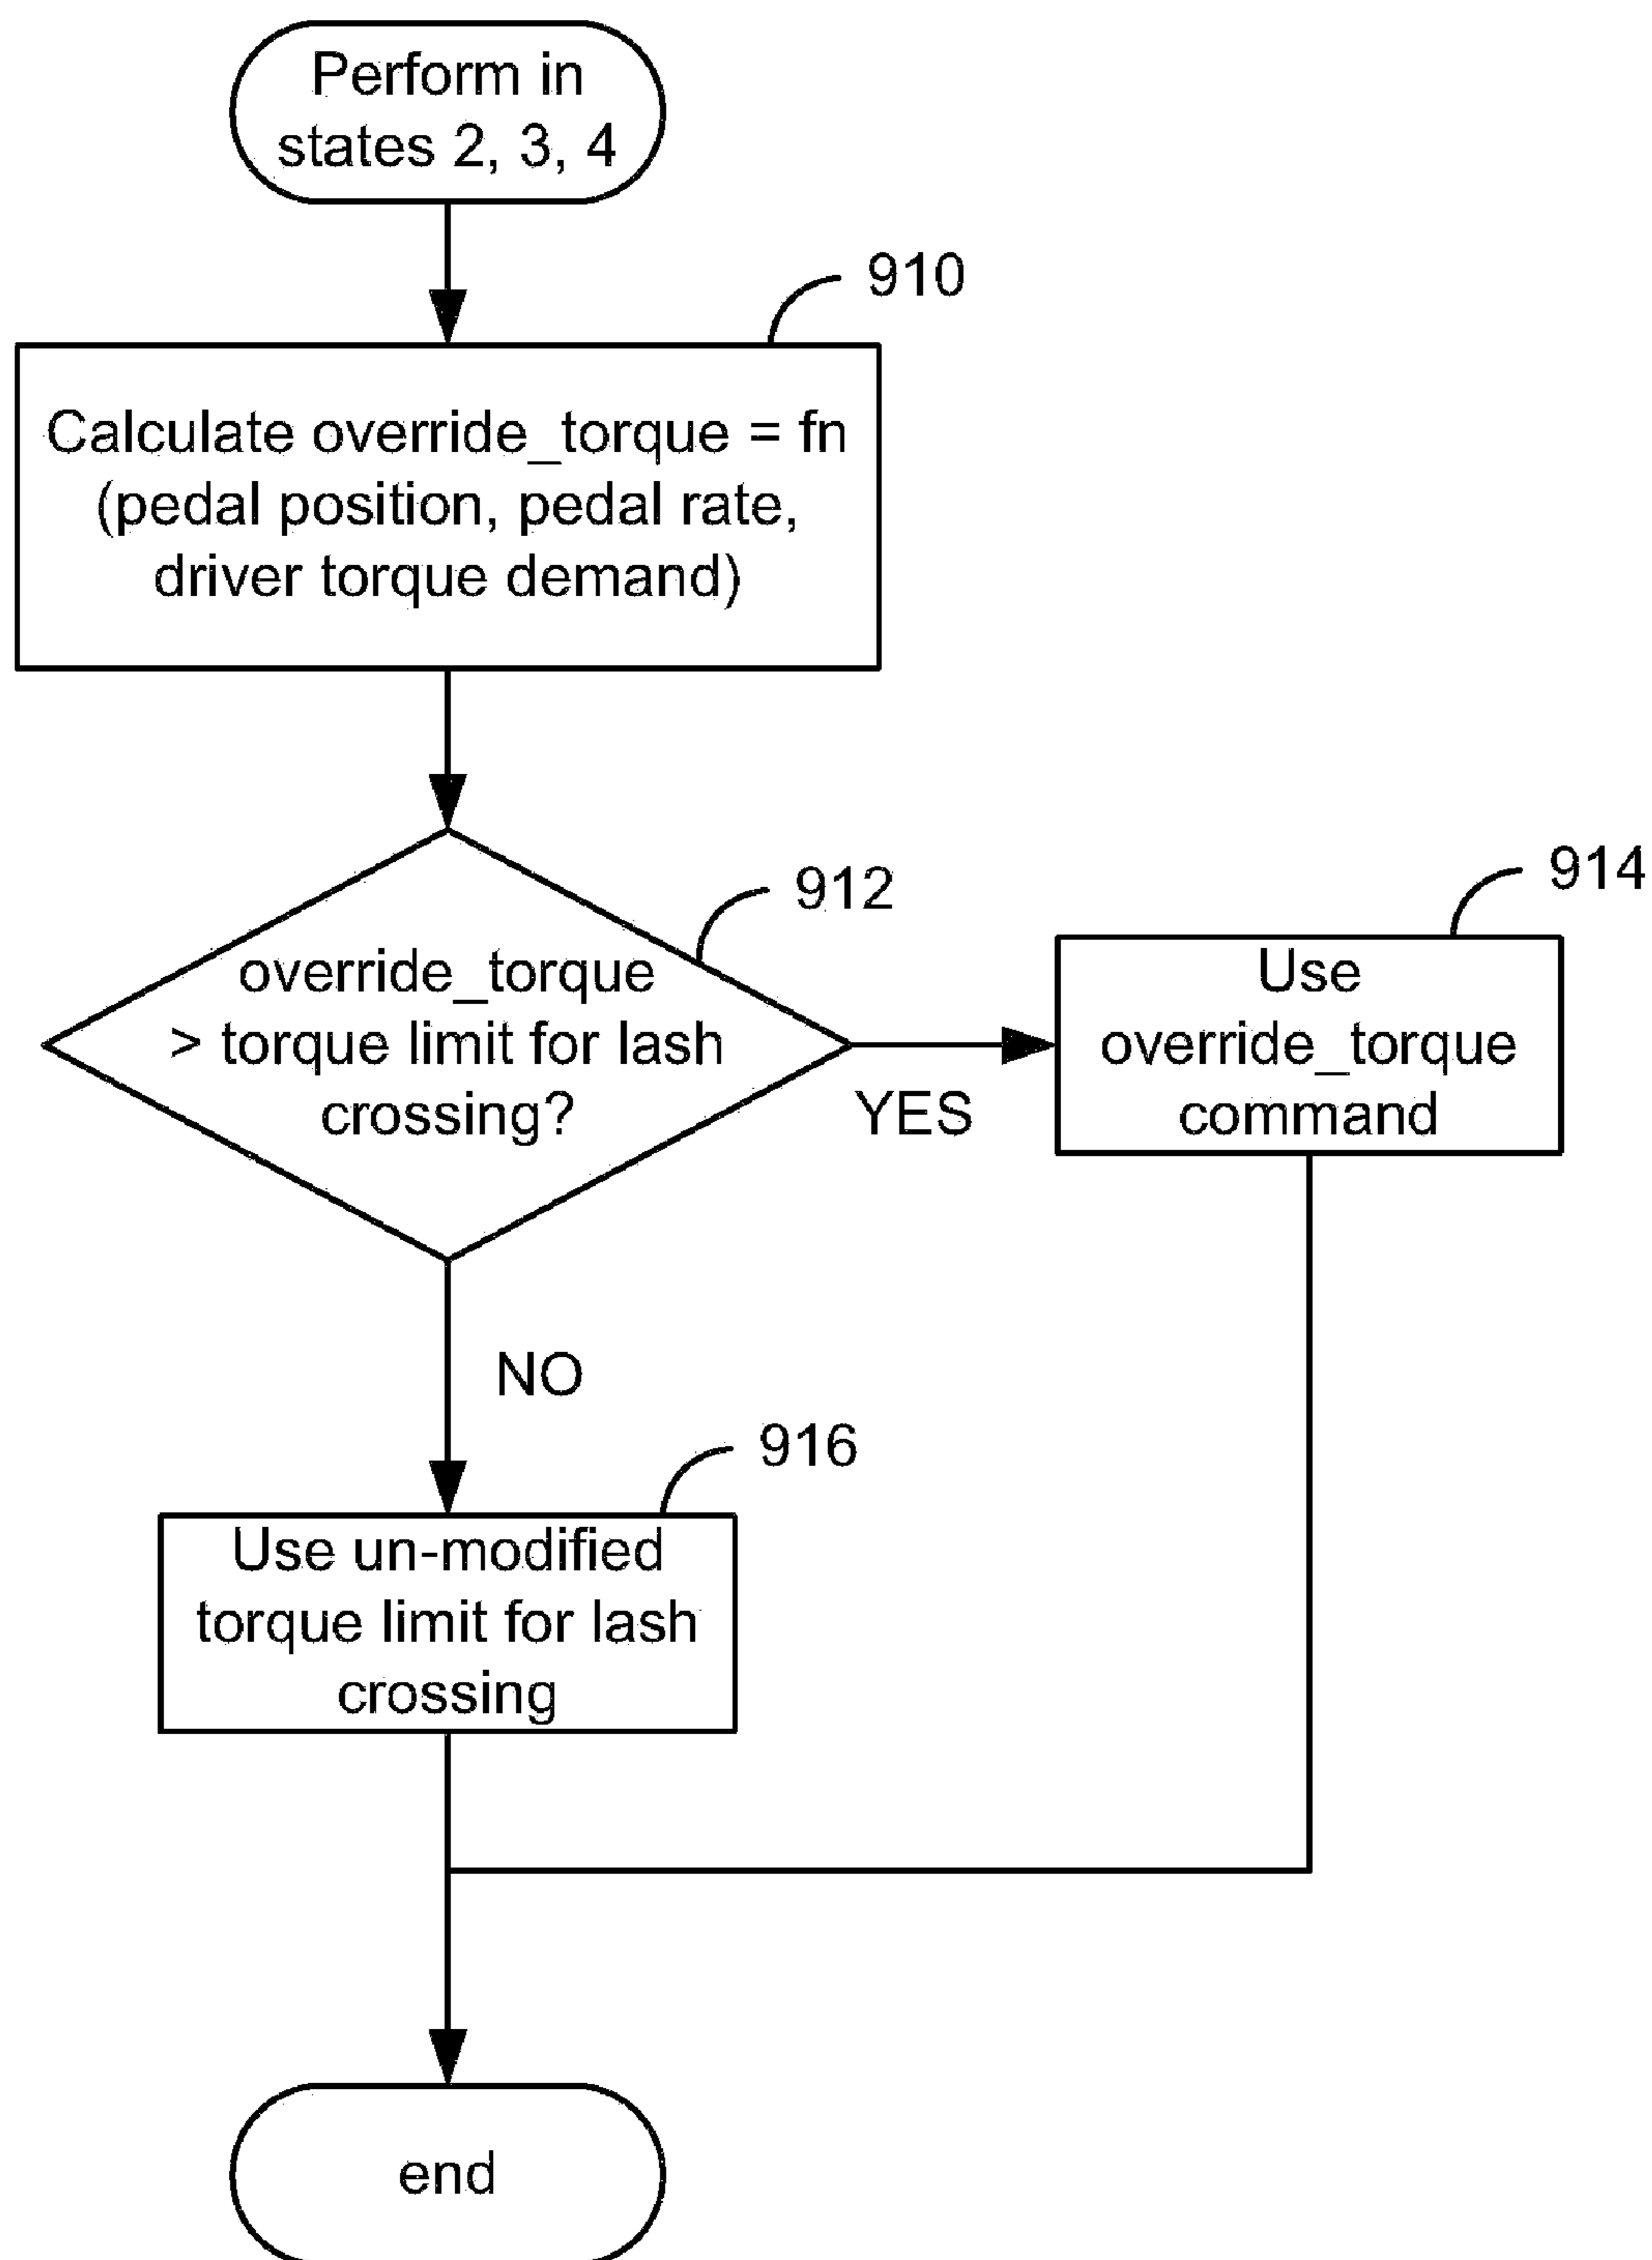 Perform in
states 2, 3, 4
910
Calculate override_torque = fn
(pedal position, pedal rate,
driver torque demand)
912
override_torque
> torque limit for lash
crossing?
YES
914
Use
override_torque
command
NO
916
Use un-modified
torque limit for lash
crossing
end